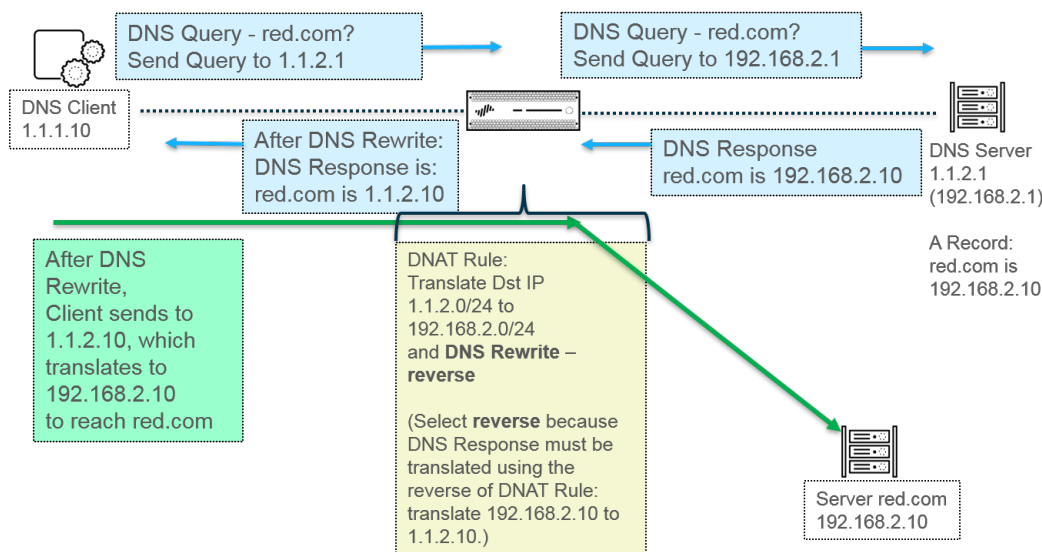 DNS Query - red.com?
Send Query to 1.1.2.1
DNS Query - red.com?
Send Query to 192.168.2.1
DNS Client
1.1.1.10
After DNS Rewrite:
DNS Response is:
red.com is 1.1.2.10
DNS Response
red.com is 192.168.2.10
DNS Server
1.1.2.1
(192.168.2.1)
A Record:
red.com is
192.168.2.10
After DNS
Rewrite,
Client sends to
1.1.2.10, which
translates to
192.168.2.10
to reach red.com
DNAT Rule:
Translate Dst IP
1.1.2.0/24 to
192.168.2.0/24
and DNS Rewrite –
reverse
(Select reverse because
DNS Response must be
translated using the
reverse of DNAT Rule:
translate 192.168.2.10 to
1.1.2.10.)
Server red.com
192.168.2.10